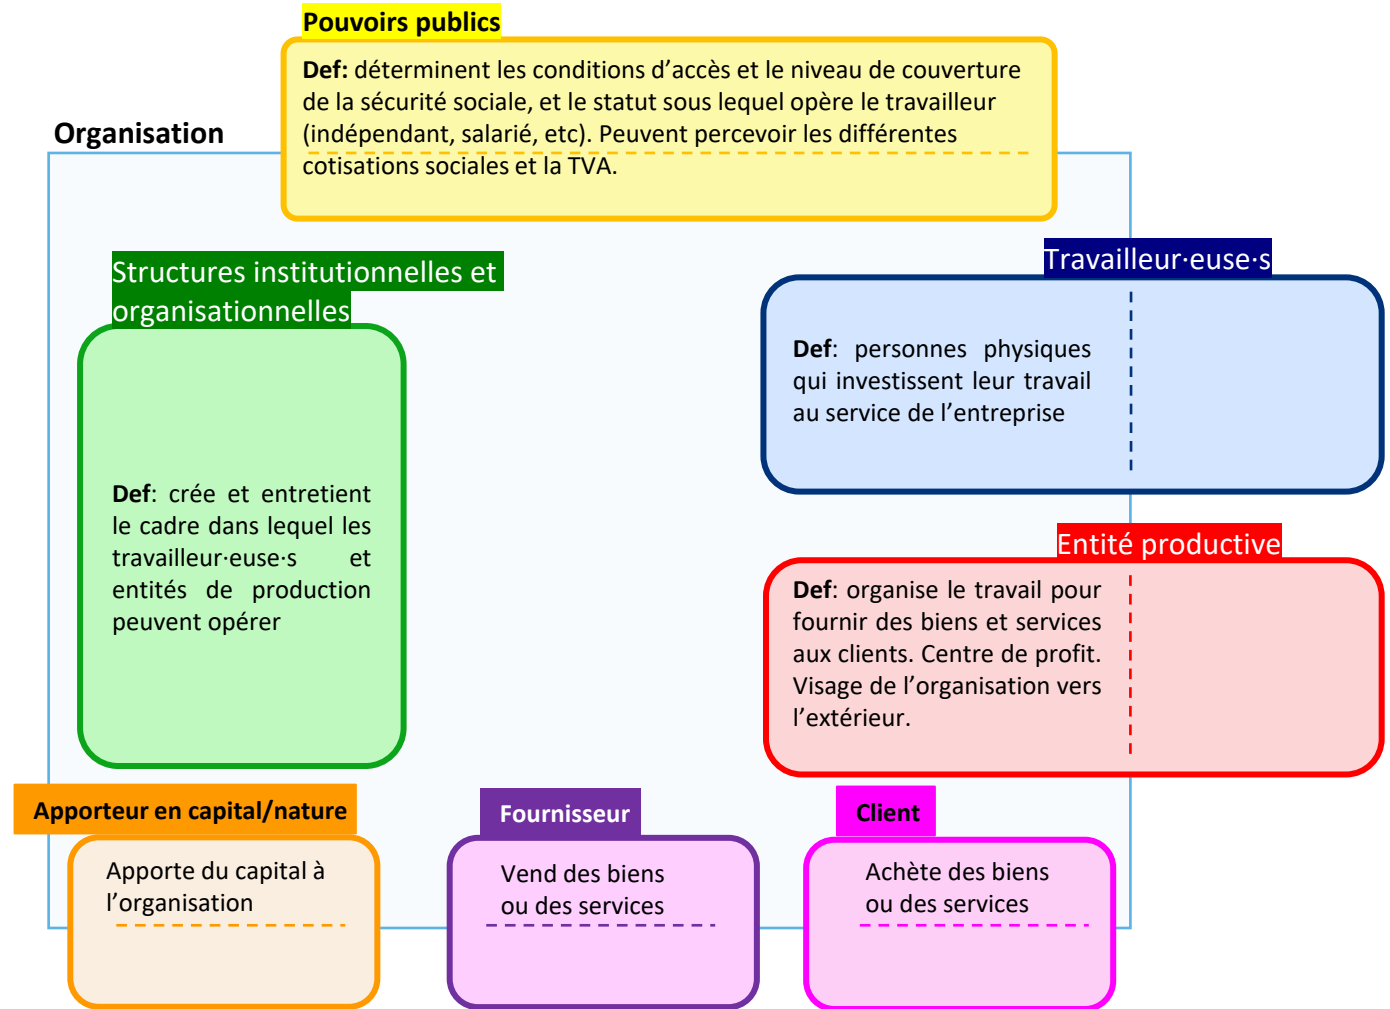 Pouvoirs publics
Def: déterminent les conditions d’accès et le niveau de couverture
de la sécurité sociale, et le statut sous lequel opère le travailleur
(indépendant, salarié, etc). Peuvent percevoir les différentes
cotisations sociales et la TVA.
Organisation
Structures institutionnelles et
organisationnelles
Def: crée et entretient
le cadre dans lequel les
travailleur·euse·s et
entités de production
peuvent opérer
Travailleur·euse·s
Def: personnes physiques
qui investissent leur travail
au service de l’entreprise
Entité productive
Def: organise le travail pour
fournir des biens et services
aux clients. Centre de profit.
Visage de l’organisation vers
l’extérieur.
Apporteur en capital/nature
Apporte du capital à
l’organisation
Fournisseur
Vend des biens
ou des services
Client
Achète des biens
ou des services